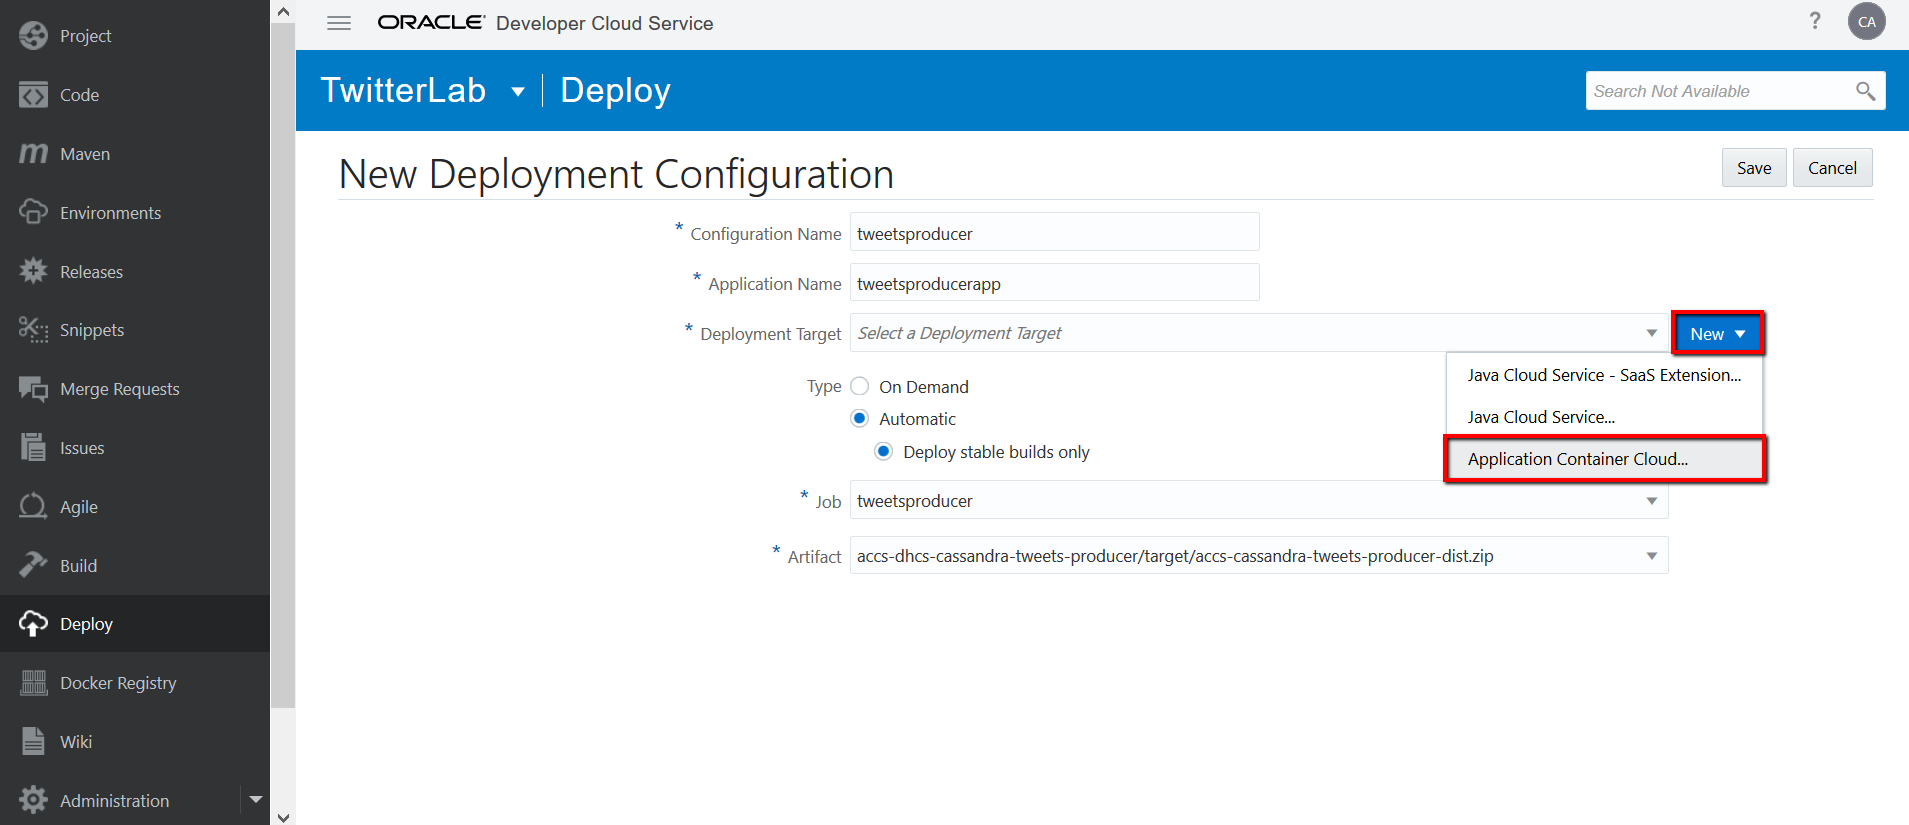 Project
Code
Maven
Environments
Releases
Snippets
Merge Requests
Issues
Agile
Build
Deploy
Docker Registry
Wiki
Administration
ORACLE Developer Cloud Service
?
CA
TwitterLab | Deploy
Search Not Available
New Deployment Configuration
Save
Cancel
* Configuration Name tweetsproducer
* Application Name tweetsproducerapp
* Deployment Target Select a Deployment Target
New
Java Cloud Service - SaaS Extension...
Java Cloud Service...
Application Container Cloud...
Type On Demand
Automatic
Deploy stable builds only
* Job tweetsproducer
* Artifact accs-dhcs-cassandra-tweets-producer/target/accs-cassandra-tweets-producer-dist.zip